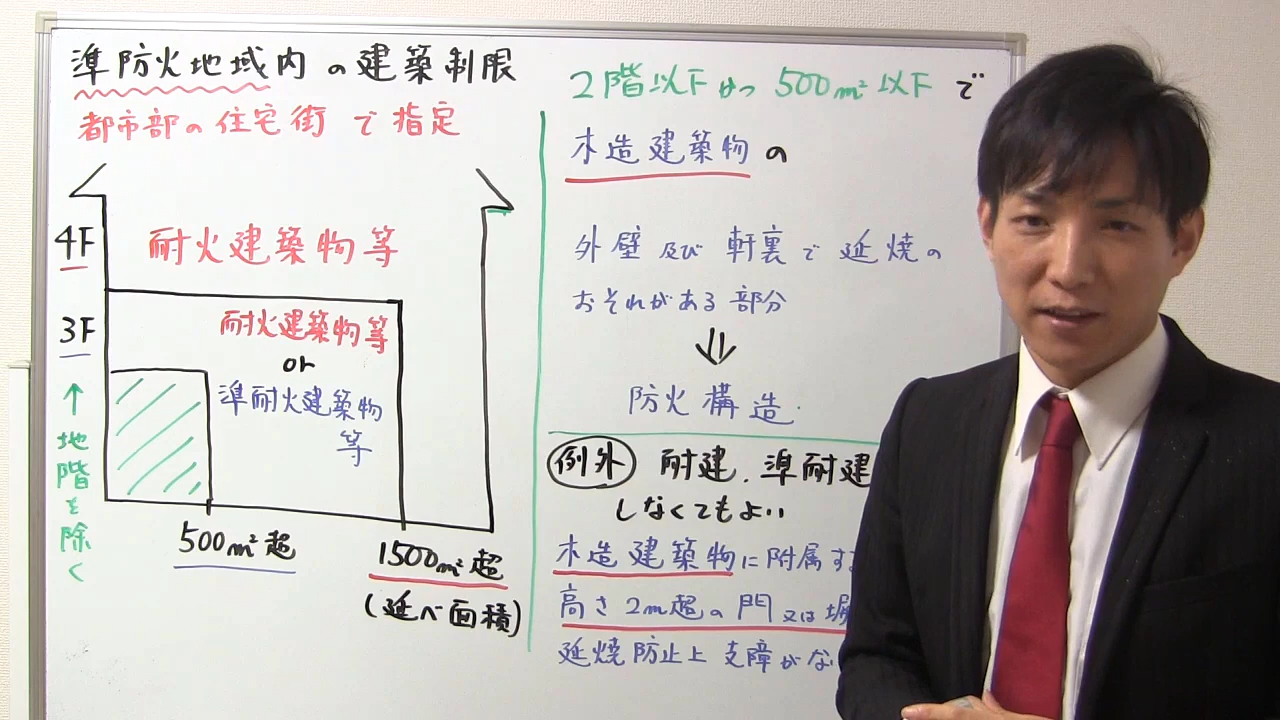 準防火地域内の建築制限
都市部の住宅街で指定
4F
耐火建築物等
3F
耐火建築物等
or
準耐火建築物
等
↑地階を除く
500㎡超
1500㎡超
(延べ面積)
2階以下かつ500㎡以下で
木造建築物の
外壁及び軒裏で延焼の
おそれがある部分
⇓
防火構造
例外 耐建.準耐建
しなくてもよい
木造建築物に附属す
高さ2m超の門又は塀
延焼防止上支障がな